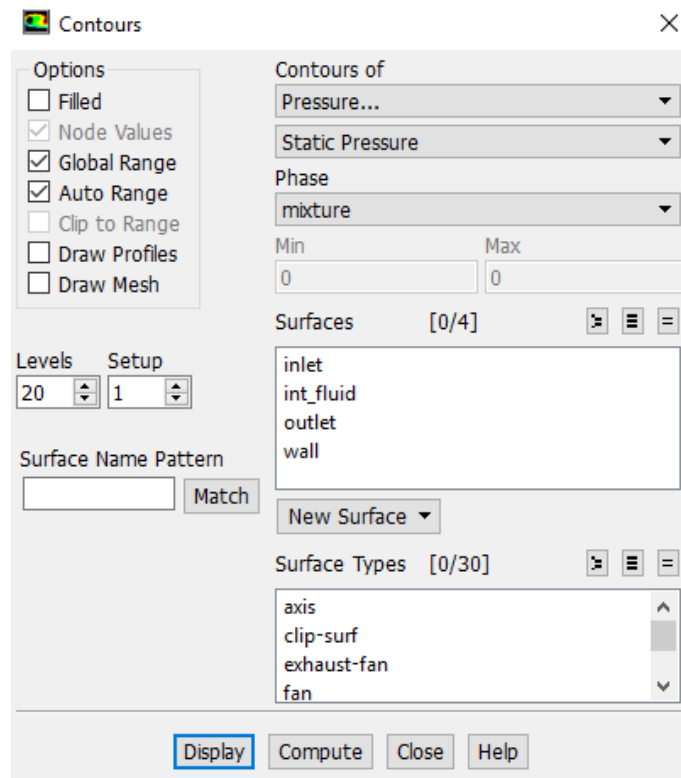 Contours
Options
Filled
Node Values
Global Range
Auto Range
Clip to Range
Draw Profiles
Draw Mesh
Levels Setup
20 1
Surface Name Pattern
Match
Contours of
Pressure...
Static Pressure
Phase
mixture
Min Max
0 0
Surfaces [0/4]
inlet
int_fluid
outlet
wall
New Surface
Surface Types [0/30]
axis
clip-surf
exhaust-fan
fan
Display Compute Close Help